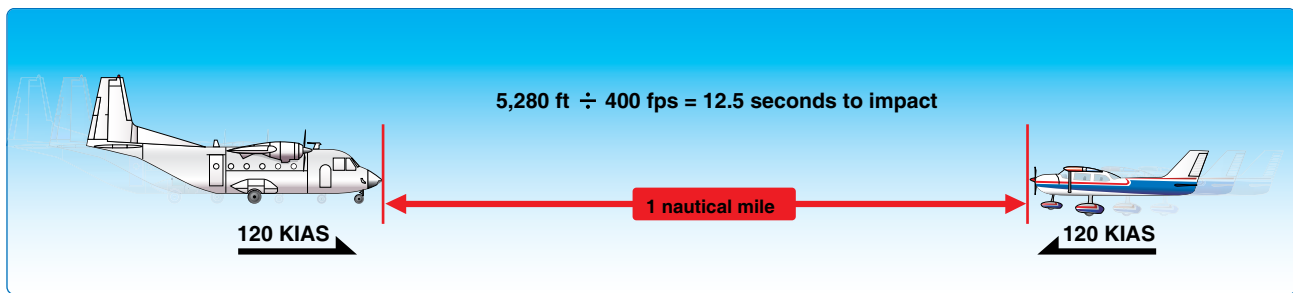 5,280 ft ÷ 400 fps = 12.5 seconds to impact
1 nautical mile
120 KIAS
120 KIAS